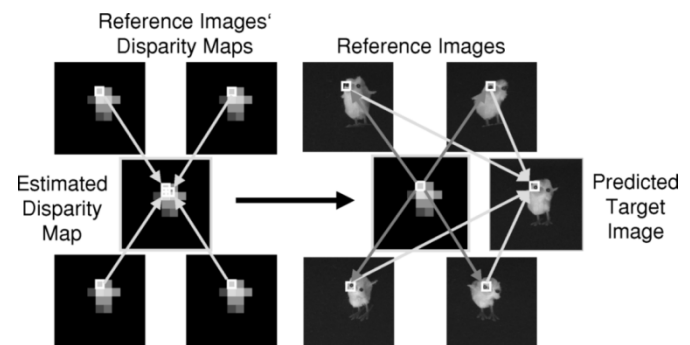 Reference Images‘
Disparity Maps
Reference Images
Estimated
Disparity
Map
Predicted
Target
Image